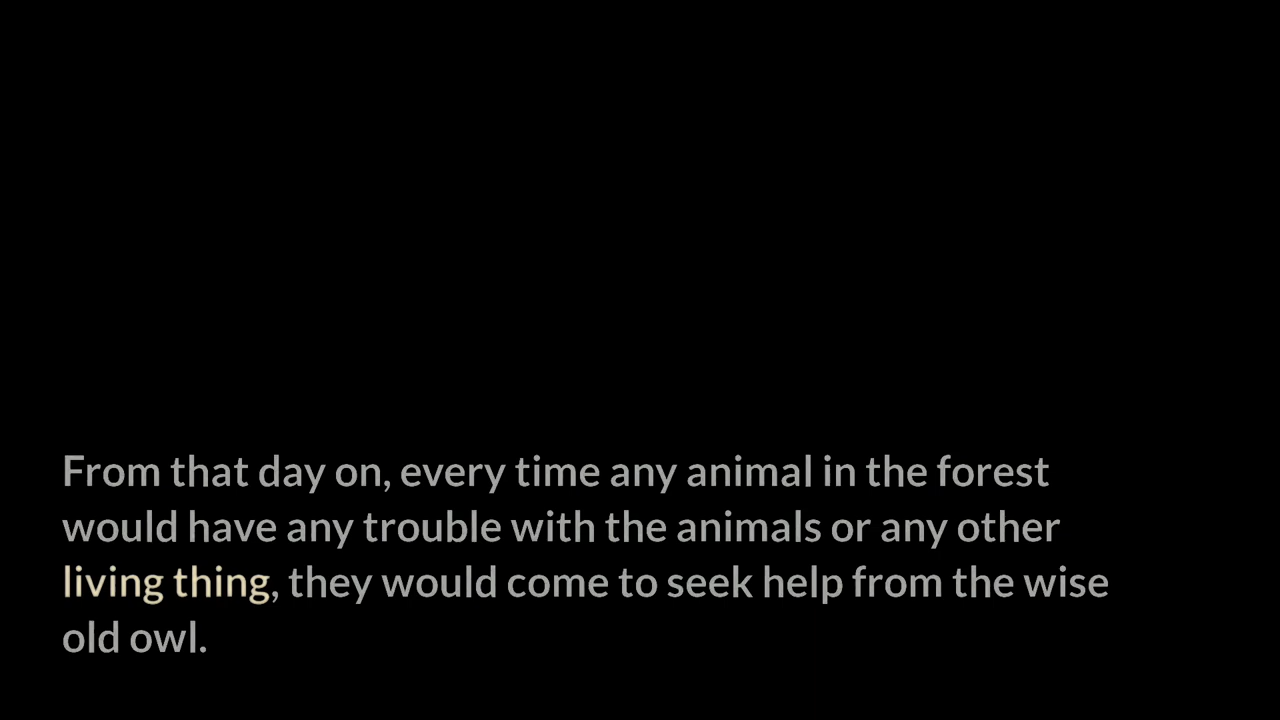 From that day on, every time any animal in the forest
would have any trouble with the animals or any other
living thing, they would come to seek help from the wise
old owl.